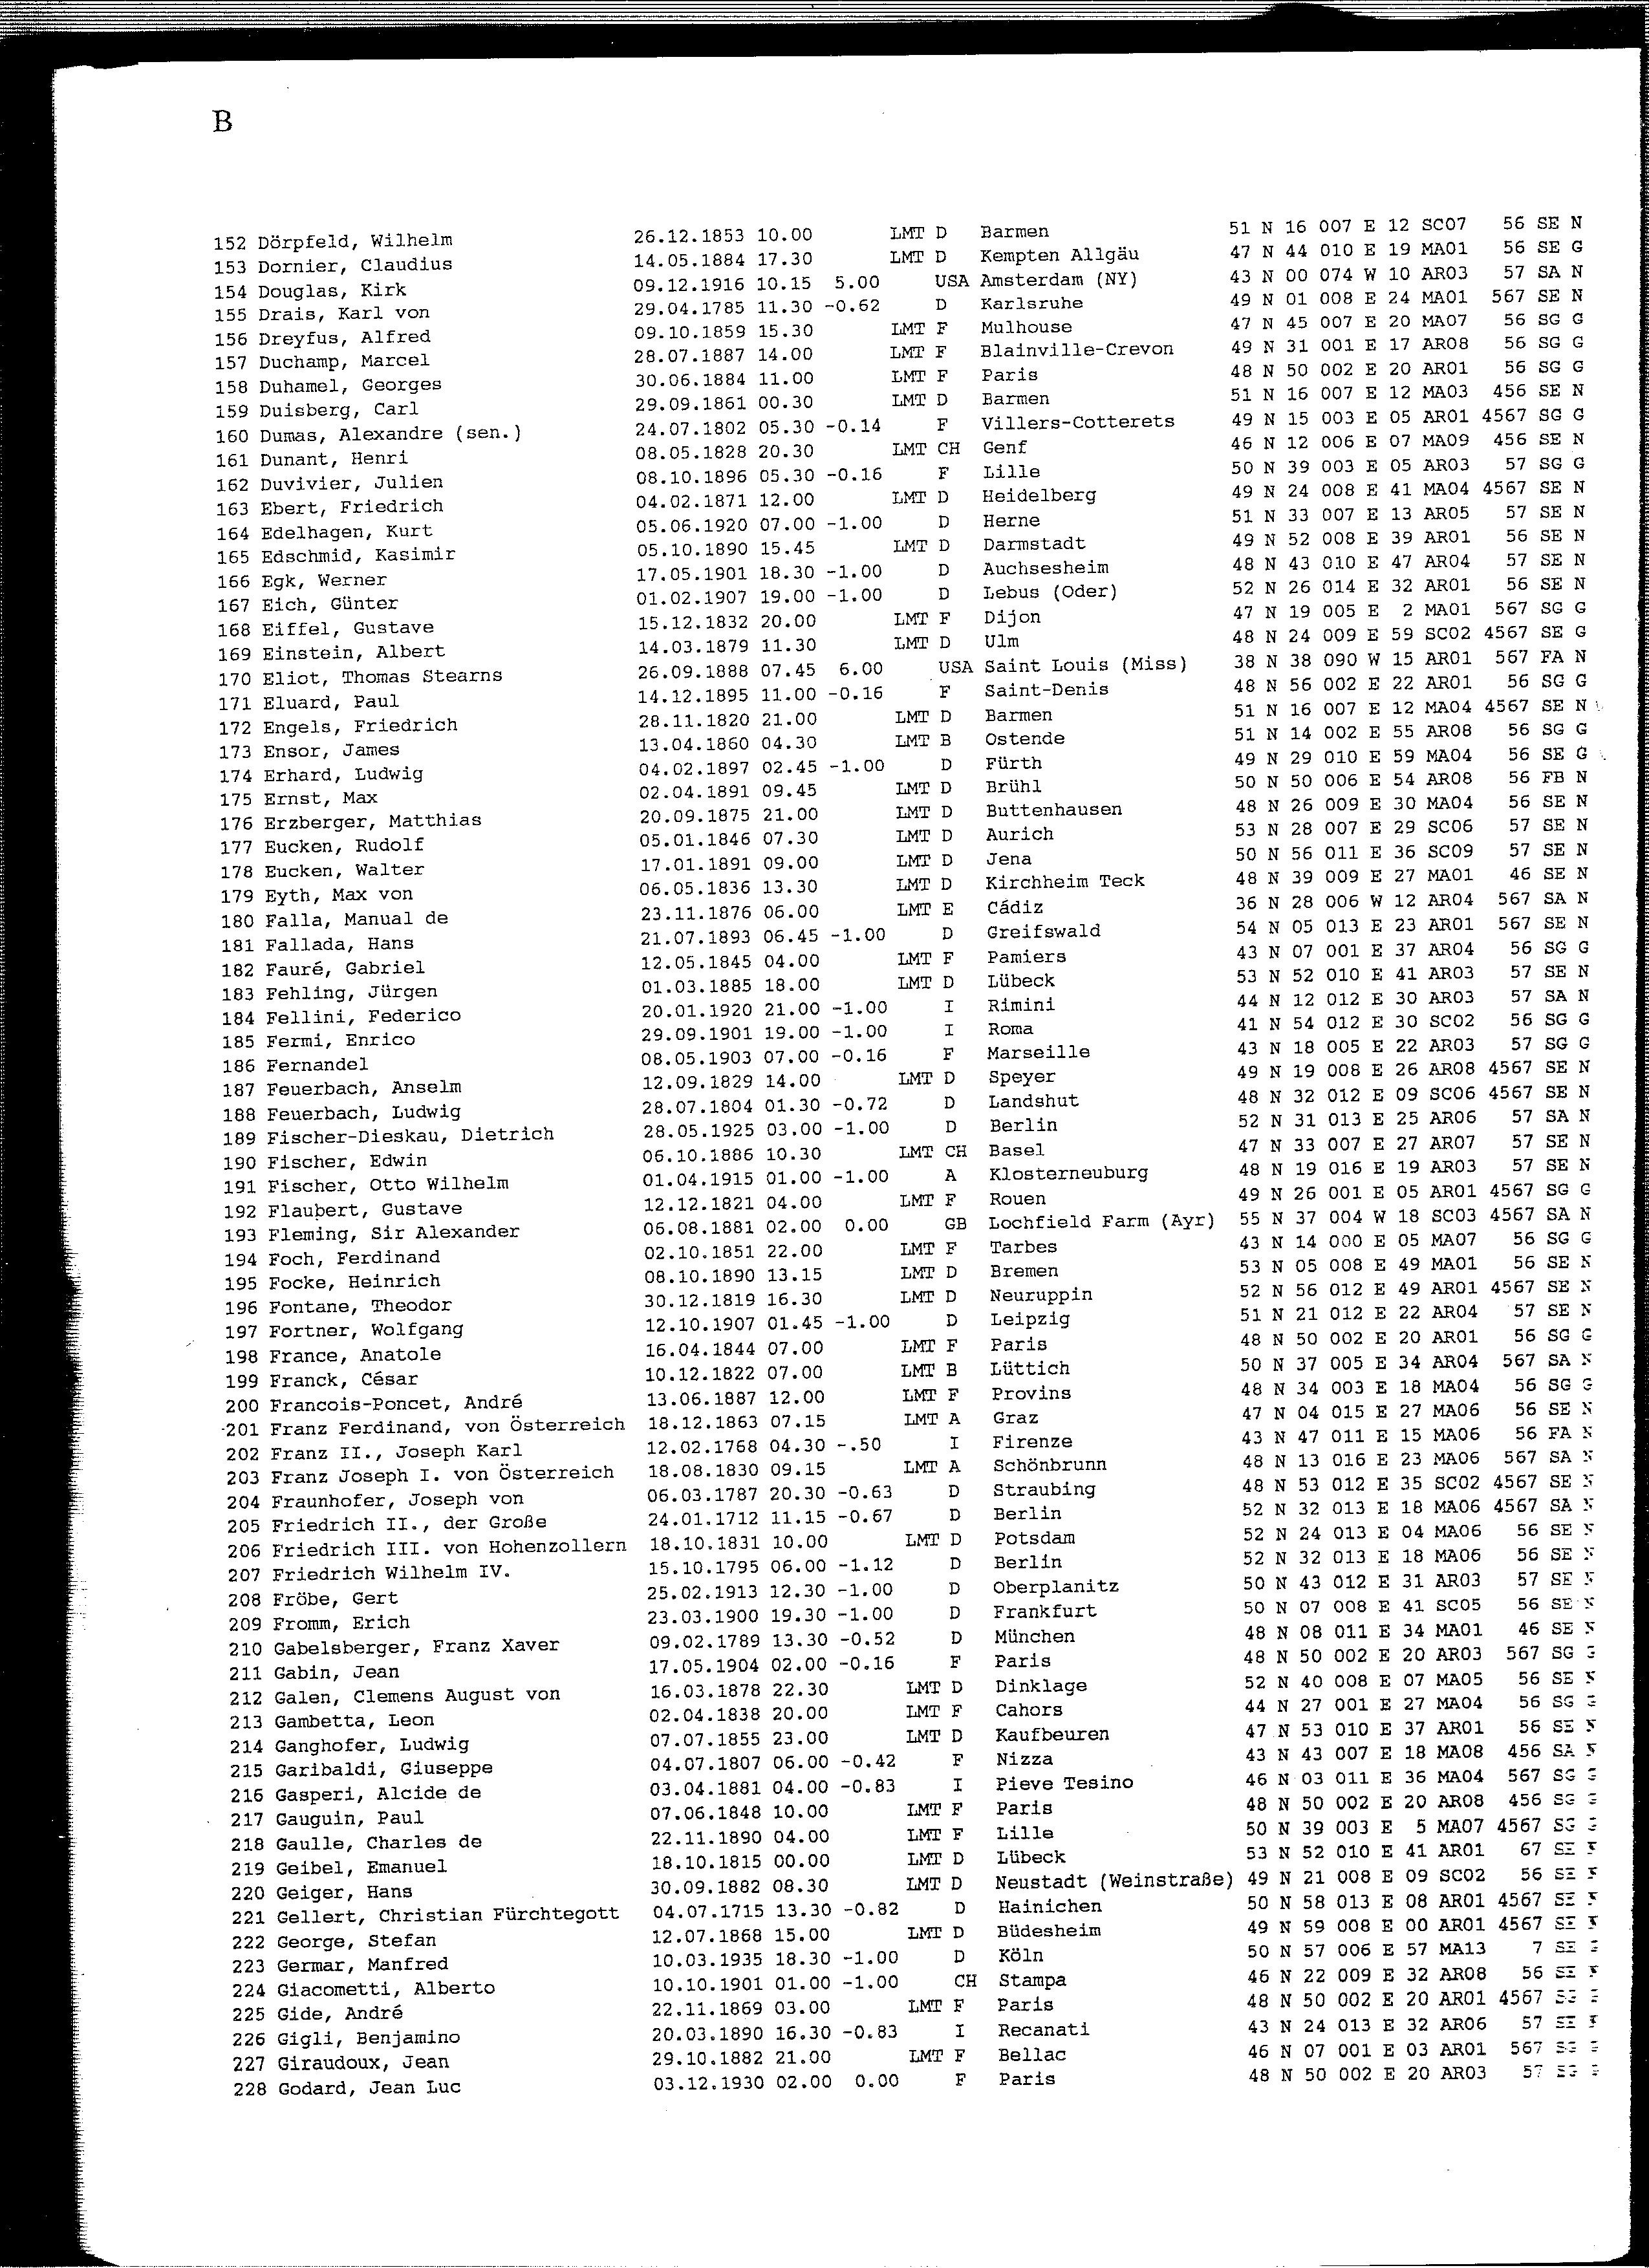 B
152 Dörpfeld, Wilhelm 26.12.1853 10.00 LMT D Barmen 51 N 16 007 E 12 SC07 56 SE N
153 Dornier, Claudius 14.05.1884 17.30 LMT D Kempten Allgäu 47 N 44 010 E 19 MA01 56 SE G
154 Douglas, Kirk 09.12.1916 10.15 5.00 USA Amsterdam (NY) 43 N 00 074 W 10 AR03 57 SA N
155 Drais, Karl von 29.04.1785 11.30 -0.62 D Karlsruhe 49 N 01 008 E 24 MA01 567 SE N
156 Dreyfus, Alfred 09.10.1859 15.30 LMT F Mulhouse 47 N 45 007 E 20 MA07 56 SG G
157 Duchamp, Marcel 28.07.1887 14.00 LMT F Blainville-Crevon 49 N 31 001 E 17 AR08 56 SG G
158 Duhamel, Georges 30.06.1884 11.00 LMT F Paris 48 N 50 002 E 20 AR01 56 SG G
159 Duisberg, Carl 29.09.1861 00.30 LMT D Barmen 51 N 16 007 E 12 MA03 456 SE N
160 Dumas, Alexandre (sen.) 24.07.1802 05.30 -0.14 F Villers-Cotterets 49 N 15 003 E 05 AR01 4567 SG G
161 Dunant, Henri 08.05.1828 20.30 LMT CH Genf 46 N 12 006 E 07 MA09 456 SE N
162 Duvivier, Julien 08.10.1896 05.30 -0.16 F Lille 50 N 39 003 E 05 AR03 57 SG G
163 Ebert, Friedrich 04.02.1871 12.00 LMT D Heidelberg 49 N 24 008 E 41 MA04 4567 SE N
164 Edelhagen, Kurt 05.06.1920 07.00 -1.00 D Herne 51 N 33 007 E 13 AR05 57 SE N
165 Edschmid, Kasimir 05.10.1890 15.45 LMT D Darmstadt 49 N 52 008 E 39 AR01 56 SE N
166 Egk, Werner 17.05.1901 18.30 -1.00 D Auchsesheim 48 N 43 010 E 47 AR04 57 SE N
167 Eich, Günter 01.02.1907 19.00 -1.00 D Lebus (Oder) 52 N 26 014 E 32 AR01 56 SE N
168 Eiffel, Gustave 15.12.1832 20.00 LMT F Dijon 47 N 19 005 E 2 MA01 567 SG G
169 Einstein, Albert 14.03.1879 11.30 LMT D Ulm 48 N 24 009 E 59 SC02 4567 SE G
170 Eliot, Thomas Stearns 26.09.1888 07.45 6.00 USA Saint Louis (Miss) 38 N 38 090 W 15 AR01 567 FA N
171 Eluard, Paul 14.12.1895 11.00 -0.16 F Saint-Denis 48 N 56 002 E 22 AR01 56 SG G
172 Engels, Friedrich 28.11.1820 21.00 LMT D Barmen 51 N 16 007 E 12 MA04 4567 SE N
173 Ensor, James 13.04.1860 04.30 LMT B Ostende 51 N 14 002 E 55 AR08 56 SG G
174 Erhard, Ludwig 04.02.1897 02.45 -1.00 D Fürth 49 N 29 010 E 59 MA04 56 SE G
175 Ernst, Max 02.04.1891 09.45 LMT D Brühl 50 N 50 006 E 54 AR08 56 FB N
176 Erzberger, Matthias 20.09.1875 21.00 LMT D Buttenhausen 48 N 26 009 E 30 MA04 56 SE N
177 Eucken, Rudolf 05.01.1846 07.30 LMT D Aurich 53 N 28 007 E 29 SC06 57 SE N
178 Eucken, Walter 17.01.1891 09.00 LMT D Jena 50 N 56 011 E 36 SC09 57 SE N
179 Eyth, Max von 06.05.1836 13.30 LMT D Kirchheim Teck 48 N 39 009 E 27 MA01 46 SE N
180 Falla, Manual de 23.11.1876 06.00 LMT E Cádiz 36 N 28 006 W 12 AR04 567 SA N
181 Fallada, Hans 21.07.1893 06.45 -1.00 D Greifswald 54 N 05 013 E 23 AR01 567 SE N
182 Fauré, Gabriel 12.05.1845 04.00 LMT F Pamiers 43 N 07 001 E 37 AR04 56 SG G
183 Fehling, Jürgen 01.03.1885 18.00 LMT D Lübeck 53 N 52 010 E 41 AR03 57 SE N
184 Fellini, Federico 20.01.1920 21.00 -1.00 I Rimini 44 N 12 012 E 30 AR03 57 SA N
185 Fermi, Enrico 29.09.1901 19.00 -1.00 I Roma 41 N 54 012 E 30 SC02 56 SG G
186 Fernandel 08.05.1903 07.00 -0.16 F Marseille 43 N 18 005 E 22 AR03 57 SG G
187 Feuerbach, Anselm 12.09.1829 14.00 LMT D Speyer 49 N 19 008 E 26 AR08 4567 SE N
188 Feuerbach, Ludwig 28.07.1804 01.30 -0.72 D Landshut 48 N 32 012 E 09 SC06 4567 SE N
189 Fischer-Dieskau, Dietrich 28.05.1925 03.00 -1.00 D Berlin 52 N 31 013 E 25 AR06 57 SA N
190 Fischer, Edwin 06.10.1886 10.30 LMT CH Basel 47 N 33 007 E 27 AR07 57 SE N
191 Fischer, Otto Wilhelm 01.04.1915 01.00 -1.00 A Klosterneuburg 48 N 19 016 E 19 AR03 57 SE N
192 Flaubert, Gustave 12.12.1821 04.00 LMT F Rouen 49 N 26 001 E 05 AR01 4567 SG G
193 Fleming, Sir Alexander 06.08.1881 02.00 0.00 GB Lochfield Farm (Ayr) 55 N 37 004 W 18 SC03 4567 SA N
194 Foch, Ferdinand 02.10.1851 22.00 LMT F Tarbes 43 N 14 000 E 05 MA07 56 SG G
195 Focke, Heinrich 08.10.1890 13.15 LMT D Bremen 53 N 05 008 E 49 MA01 56 SE N
196 Fontane, Theodor 30.12.1819 16.30 LMT D Neuruppin 52 N 56 012 E 49 AR01 4567 SE N
197 Fortner, Wolfgang 12.10.1907 01.45 -1.00 D Leipzig 51 N 21 012 E 22 AR04 57 SE N
198 France, Anatole 16.04.1844 07.00 LMT F Paris 48 N 50 002 E 20 AR01 56 SG G
199 Franck, César 10.12.1822 07.00 LMT B Lüttich 50 N 37 005 E 34 AR04 567 SA N
200 Francois-Poncet, André 13.06.1887 12.00 LMT F Provins 48 N 34 003 E 18 MA04 56 SG G
201 Franz Ferdinand, von Österreich 18.12.1863 07.15 LMT A Graz 47 N 04 015 E 27 MA06 56 SE N
202 Franz II., Joseph Karl 12.02.1768 04.30 -.50 I Firenze 43 N 47 011 E 15 MA06 56 FA N
203 Franz Joseph I. von Österreich 18.08.1830 09.15 LMT A Schönbrunn 48 N 13 016 E 23 MA06 567 SA N
204 Fraunhofer, Joseph von 06.03.1787 20.30 -0.63 D Straubing 48 N 53 012 E 35 SC02 4567 SE N
205 Friedrich II., der Große 24.01.1712 11.15 -0.67 D Berlin 52 N 32 013 E 18 MA06 4567 SA N
206 Friedrich III. von Hohenzollern 18.10.1831 10.00 LMT D Potsdam 52 N 24 013 E 04 MA06 56 SE N
207 Friedrich Wilhelm IV. 15.10.1795 06.00 -1.12 D Berlin 52 N 32 013 E 18 MA06 56 SE N
208 Fröbe, Gert 25.02.1913 12.30 -1.00 D Oberplanitz 50 N 43 012 E 31 AR03 57 SE N
209 Fromm, Erich 23.03.1900 19.30 -1.00 D Frankfurt 50 N 07 008 E 41 SC05 56 SE N
210 Gabelsberger, Franz Xaver 09.02.1789 13.30 -0.52 D München 48 N 08 011 E 34 MA01 46 SE N
211 Gabin, Jean 17.05.1904 02.00 -0.16 F Paris 48 N 50 002 E 20 AR03 567 SG
212 Galen, Clemens August von 16.03.1878 22.30 LMT D Dinklage 52 N 40 008 E 07 MA05 56 SE N
213 Gambetta, Leon 02.04.1838 20.00 LMT F Cahors 44 N 27 001 E 27 MA04 56 SG
214 Ganghofer, Ludwig 07.07.1855 23.00 LMT D Kaufbeuren 47 N 53 010 E 37 AR01 56 SE N
215 Garibaldi, Giuseppe 04.07.1807 06.00 -0.42 F Nizza 43 N 43 007 E 18 MA08 456 SA N
216 Gasperi, Alcide de 03.04.1881 04.00 -0.83 I Pieve Tesino 46 N 03 011 E 36 MA04 567 SG
217 Gauguin, Paul 07.06.1848 10.00 LMT F Paris 48 N 50 002 E 20 AR08 456 SG
218 Gaulle, Charles de 22.11.1890 04.00 LMT F Lille 50 N 39 003 E 5 MA07 4567 SG
219 Geibel, Emanuel 18.10.1815 00.00 LMT D Lübeck 53 N 52 010 E 41 AR01 67 SE
220 Geiger, Hans 30.09.1882 08.30 LMT D Neustadt (Weinstraße) 49 N 21 008 E 09 SC02 56 SE
221 Gellert, Christian Fürchtegott 04.07.1715 13.30 -0.82 D Hainichen 50 N 58 013 E 08 AR01 4567 SE
222 George, Stefan 12.07.1868 15.00 LMT D Büdesheim 49 N 59 008 E 00 AR01 4567 SE
223 Germar, Manfred 10.03.1935 18.30 -1.00 D Köln 50 N 57 006 E 57 MA13 7 SE
224 Giacometti, Alberto 10.10.1901 01.00 -1.00 CH Stampa 46 N 22 009 E 32 AR08 56 SE
225 Gide, André 22.11.1869 03.00 LMT F Paris 48 N 50 002 E 20 AR01 4567
226 Gigli, Benjamino 20.03.1890 16.30 -0.83 I Recanati 43 N 24 013 E 32 AR06 57
227 Giraudoux, Jean 29.10.1882 21.00 LMT F Bellac 46 N 07 001 E 03 AR01 567
228 Godard, Jean Luc 03.12.1930 02.00 0.00 F Paris 48 N 50 002 E 20 AR03 57